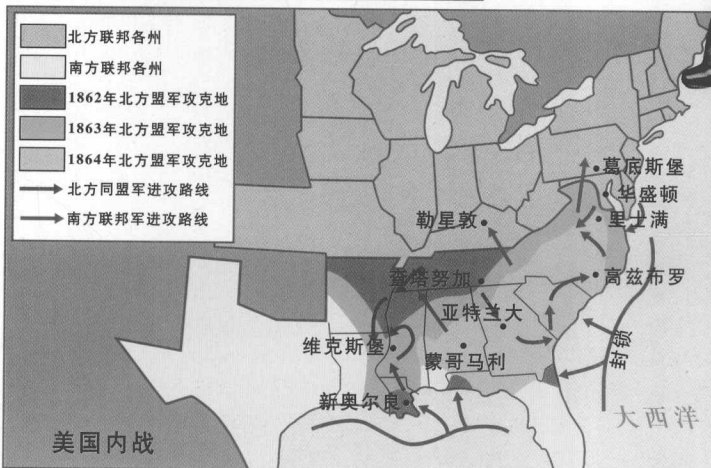 北方联邦各州
南方联邦各州
1862年北方盟军攻克地
1863年北方盟军攻克地
1864年北方盟军攻克地
北方同盟军进攻路线
南方联邦军进攻路线
葛底斯堡
华盛顿
勒星敦
里士满
查塔努加
高兹布罗
亚特兰大
维克斯堡
蒙哥马利
封锁
新奥尔良
大西洋
美国内战